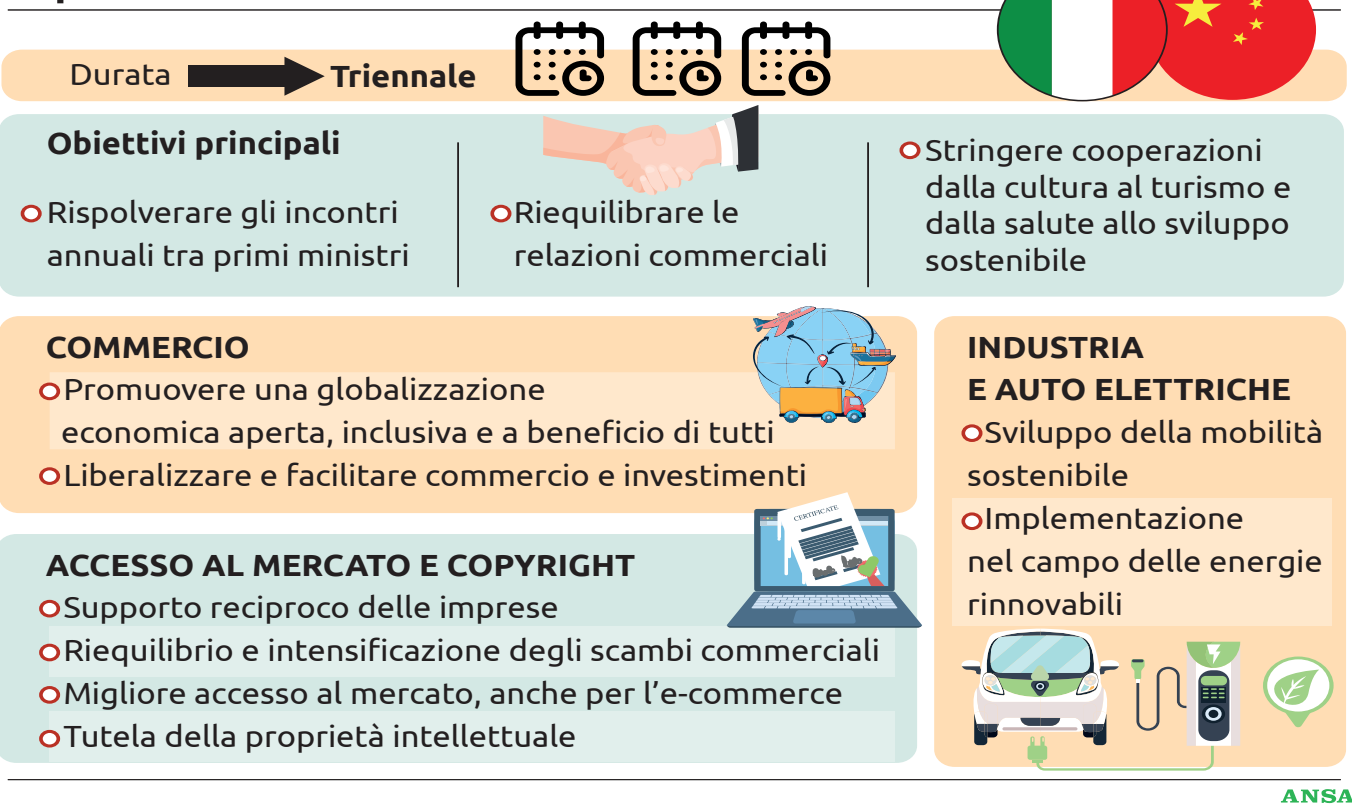 Durata Triennale
Obiettivi principali
Rispolverare gli incontri
annuali tra primi ministri
Riequilibrare le
relazioni commerciali
Stringere cooperazioni
dalla cultura al turismo e
dalla salute allo sviluppo
sostenibile
COMMERCIO
Promuovere una globalizzazione
economica aperta, inclusiva e a beneficio di tutti
Liberalizzare e facilitare commercio e investimenti
CERTIFICATE
ACCESSO AL MERCATO E COPYRIGHT
Supporto reciproco delle imprese
Riequilibrio e intensificazione degli scambi commerciali
Migliore accesso al mercato, anche per l’e-commerce
Tutela della proprietà intellettuale
INDUSTRIA
E AUTO ELETTRICHE
Sviluppo della mobilità
sostenibile
Implementazione
nel campo delle energie
rinnovabili
ANSA